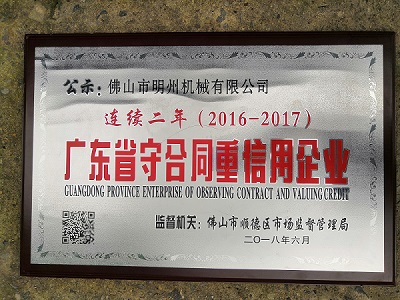 公示：佛山市明州机械有限公司
连续二年（2016-2017）
广东省守合同重信用企业
GUANGDONG PROVINCE ENTERPRISE OF OBSERVING CONTRACT AND VALUING CREDIT
监督机关：佛山市顺德区市场监督管理局
二〇一八年六月